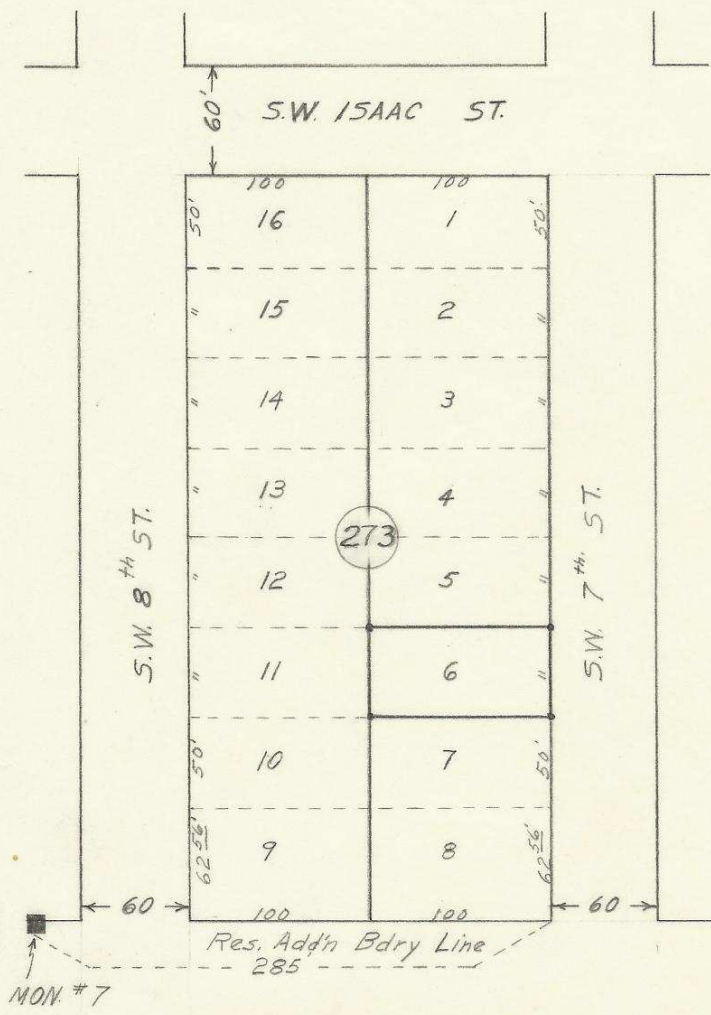 60'
S.W. ISAAC ST.
100 100
50' 16 1 50'
" 15 2 "
" 14 3 "
" 13 4 "
273
" 12 5 "
S.W. 8th ST.
S.W. 7th. ST.
" 11 6 "
50' 10 7 50'
62 56' 9 8 62 56'
60 100 100 60
Res. Add'n Bdry Line
285
MON. #7